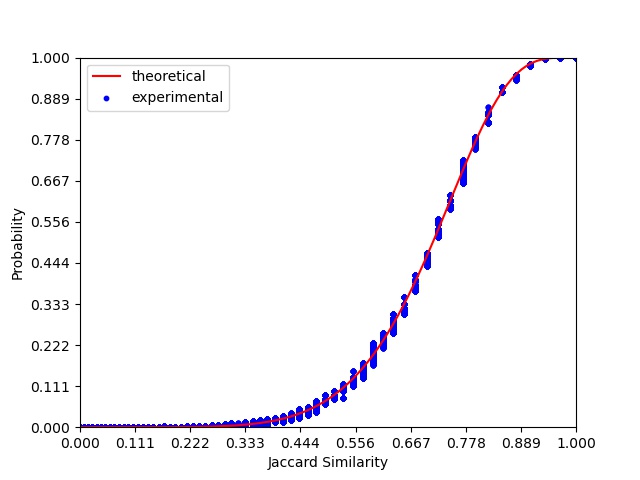 theoretical
experimental
1.000
0.889
0.778
0.667
0.556
0.444
0.333
0.222
0.111
0.000
Probability
0.000 0.111 0.222 0.333 0.444 0.556 0.667 0.778 0.889 1.000
Jaccard Similarity